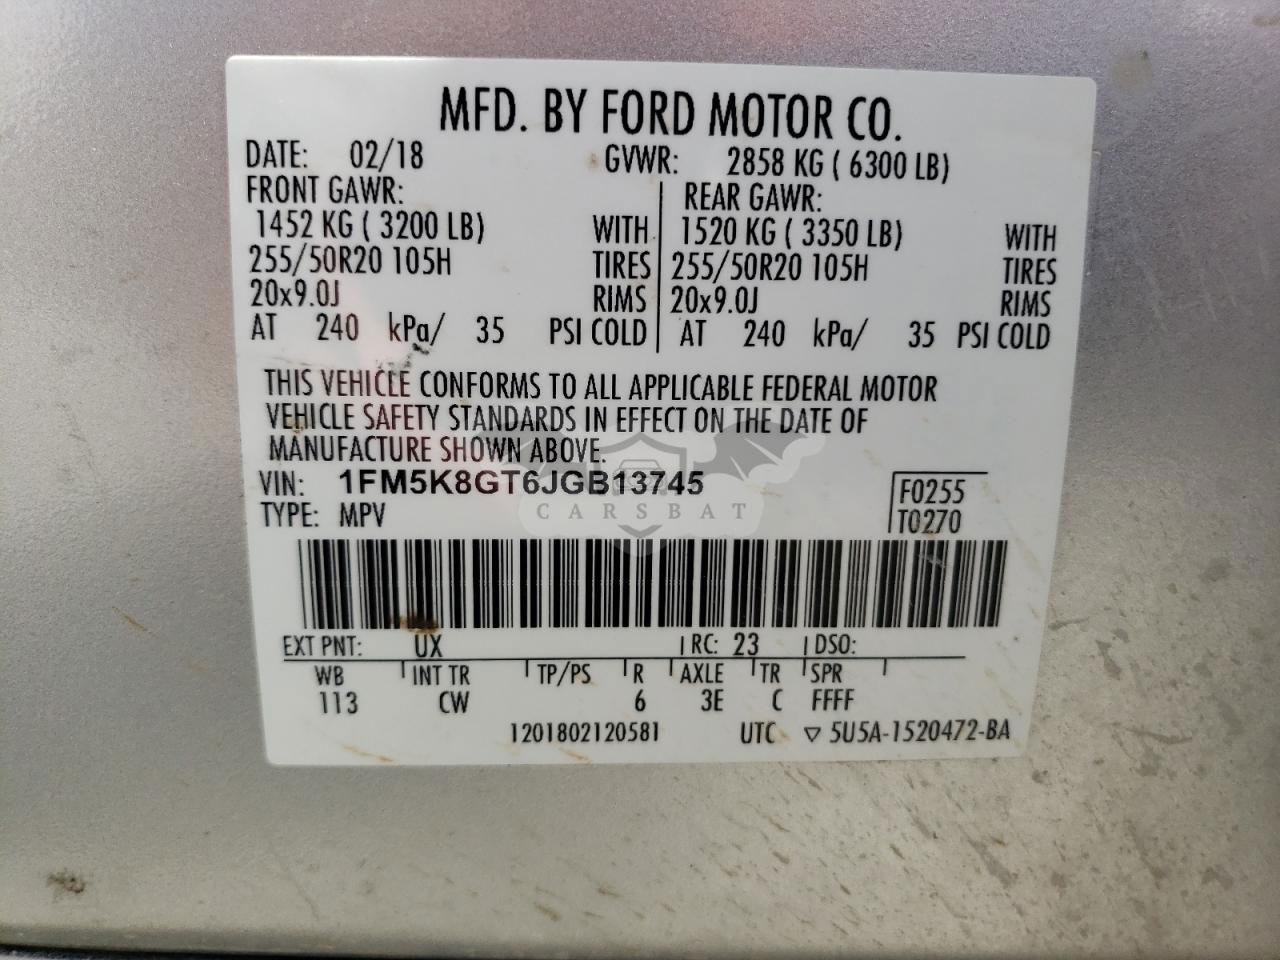 MFD. BY FORD MOTOR CO.
DATE: 02/18 GVWR: 2858 KG ( 6300 LB)
FRONT GAWR: REAR GAWR:
1452 KG ( 3200 LB) WITH 1520 KG ( 3350 LB) WITH
255/50R20 105H TIRES 255/50R20 105H TIRES
20x9.0J RIMS 20x9.0J RIMS
AT 240 kPa/ 35 PSI COLD AT 240 kPa/ 35 PSI COLD
THIS VEHICLE CONFORMS TO ALL APPLICABLE FEDERAL MOTOR
VEHICLE SAFETY STANDARDS IN EFFECT ON THE DATE OF
MANUFACTURE SHOWN ABOVE.
VIN: 1FM5K8GT6JGB13745 F0255
TYPE: MPV T0270
CARSBAT
EXT PNT: UX RC: 23 DSO:
WB INT TR TP/PS R AXLE TR SPR
113 CW 6 3E C FFFF
1201802120581 UTC ▽ 5U5A-1520472-BA